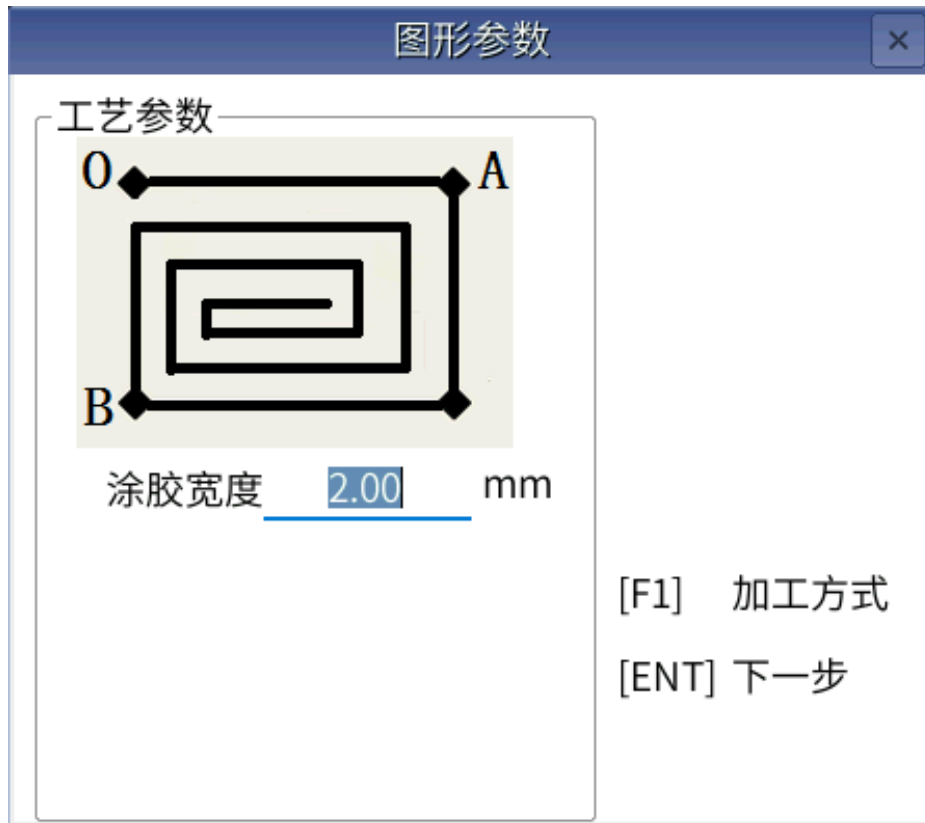 图形参数
工艺参数
O A
B
涂胶宽度 2.00 mm
[F1] 加工方式
[ENT] 下一步